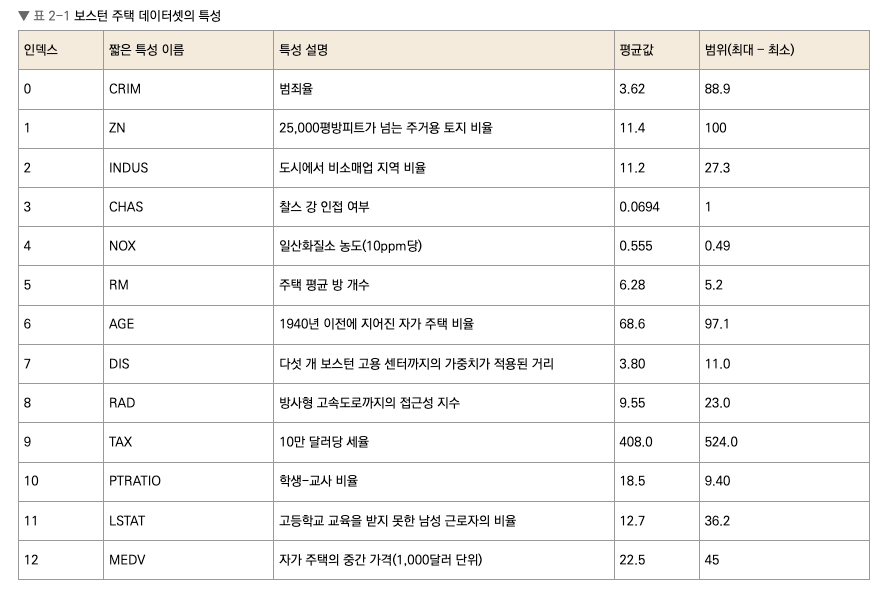 ▼ 표 2-1 보스턴 주택 데이터셋의 특성
인덱스 짧은 특성 이름 특성 설명 평균값 범위(최대 - 최소)
0 CRIM 범죄율 3.62 88.9
1 ZN 25,000평방피트가 넘는 주거용 토지 비율 11.4 100
2 INDUS 도시에서 비소매업 지역 비율 11.2 27.3
3 CHAS 찰스 강 인접 여부 0.0694 1
4 NOX 일산화질소 농도(10ppm당) 0.555 0.49
5 RM 주택 평균 방 개수 6.28 5.2
6 AGE 1940년 이전에 지어진 자가 주택 비율 68.6 97.1
7 DIS 다섯 개 보스턴 고용 센터까지의 가중치가 적용된 거리 3.80 11.0
8 RAD 방사형 고속도로까지의 접근성 지수 9.55 23.0
9 TAX 10만 달러당 세율 408.0 524.0
10 PTRATIO 학생-교사 비율 18.5 9.40
11 LSTAT 고등학교 교육을 받지 못한 남성 근로자의 비율 12.7 36.2
12 MEDV 자가 주택의 중간 가격(1,000달러 단위) 22.5 45